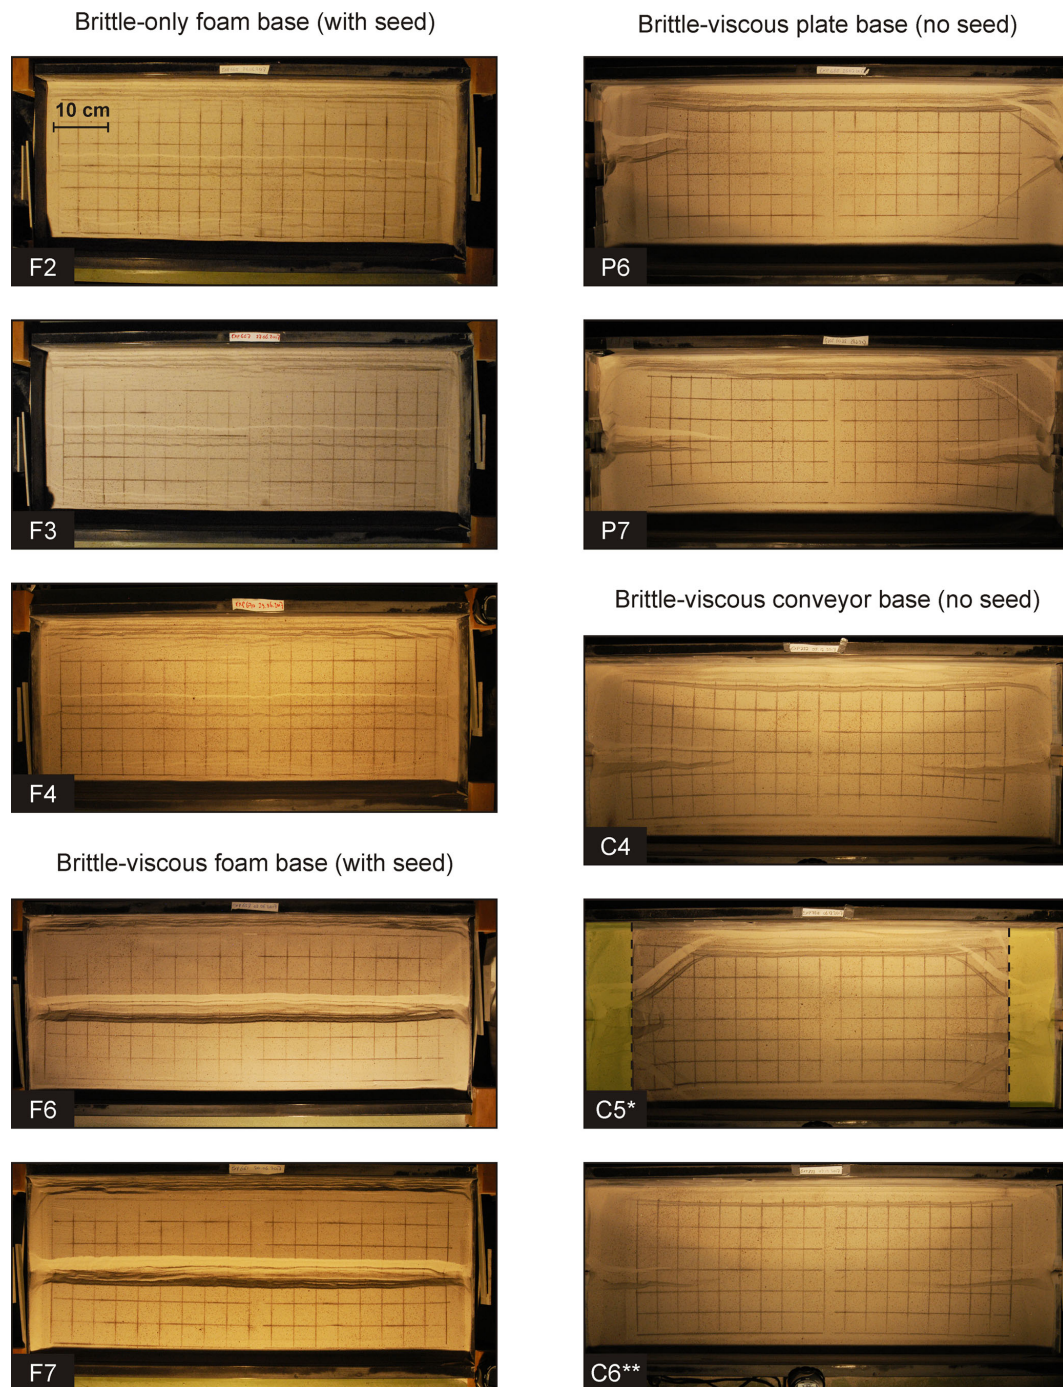 Brittle-only foam base (with seed)
10 cm
F2
F3
F4
Brittle-viscous foam base (with seed)
F6
F7
Brittle-viscous plate base (no seed)
P6
P7
Brittle-viscous conveyor base (no seed)
C4
C5*
C6**